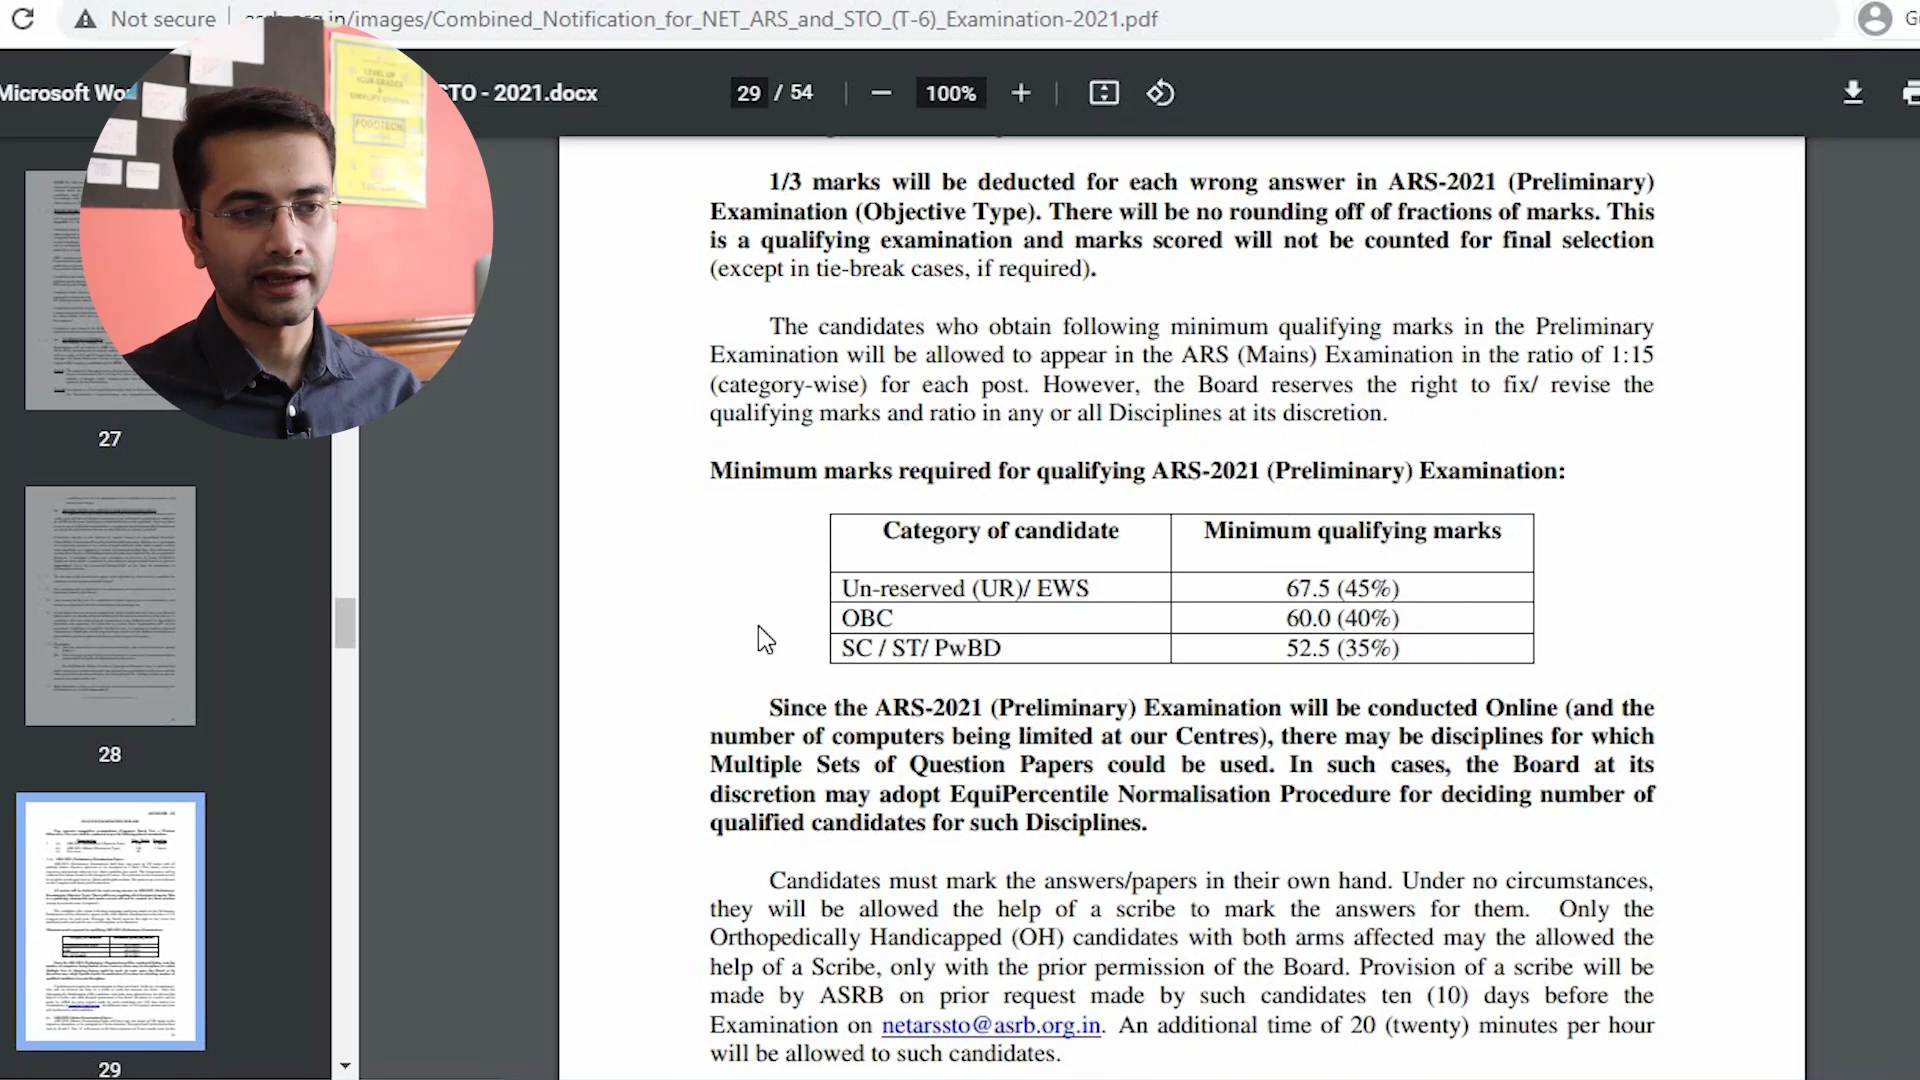 Not secure
/images/Combined_Notification_for_NET_ARS_and_STO_(T-6)_Examination-2021.pdf
Microsoft Wo
STO - 2021.docx
29 / 54
100%
LEVEL UP
YOUR GRADES
&
SIMPLIFY STUDYING
FOODTECH
27
28
29
1/3 marks will be deducted for each wrong answer in ARS-2021 (Preliminary)
Examination (Objective Type). There will be no rounding off of fractions of marks. This
is a qualifying examination and marks scored will not be counted for final selection
(except in tie-break cases, if required).
The candidates who obtain following minimum qualifying marks in the Preliminary
Examination will be allowed to appear in the ARS (Mains) Examination in the ratio of 1:15
(category-wise) for each post. However, the Board reserves the right to fix/ revise the
qualifying marks and ratio in any or all Disciplines at its discretion.
Minimum marks required for qualifying ARS-2021 (Preliminary) Examination:
Category of candidate Minimum qualifying marks
Un-reserved (UR)/ EWS 67.5 (45%)
OBC 60.0 (40%)
SC / ST/ PwBD 52.5 (35%)
Since the ARS-2021 (Preliminary) Examination will be conducted Online (and the
number of computers being limited at our Centres), there may be disciplines for which
Multiple Sets of Question Papers could be used. In such cases, the Board at its
discretion may adopt EquiPercentile Normalisation Procedure for deciding number of
qualified candidates for such Disciplines.
Candidates must mark the answers/papers in their own hand. Under no circumstances,
they will be allowed the help of a scribe to mark the answers for them. Only the
Orthopedically Handicapped (OH) candidates with both arms affected may the allowed the
help of a Scribe, only with the prior permission of the Board. Provision of a scribe will be
made by ASRB on prior request made by such candidates ten (10) days before the
Examination on netarssto@asrb.org.in. An additional time of 20 (twenty) minutes per hour
will be allowed to such candidates.